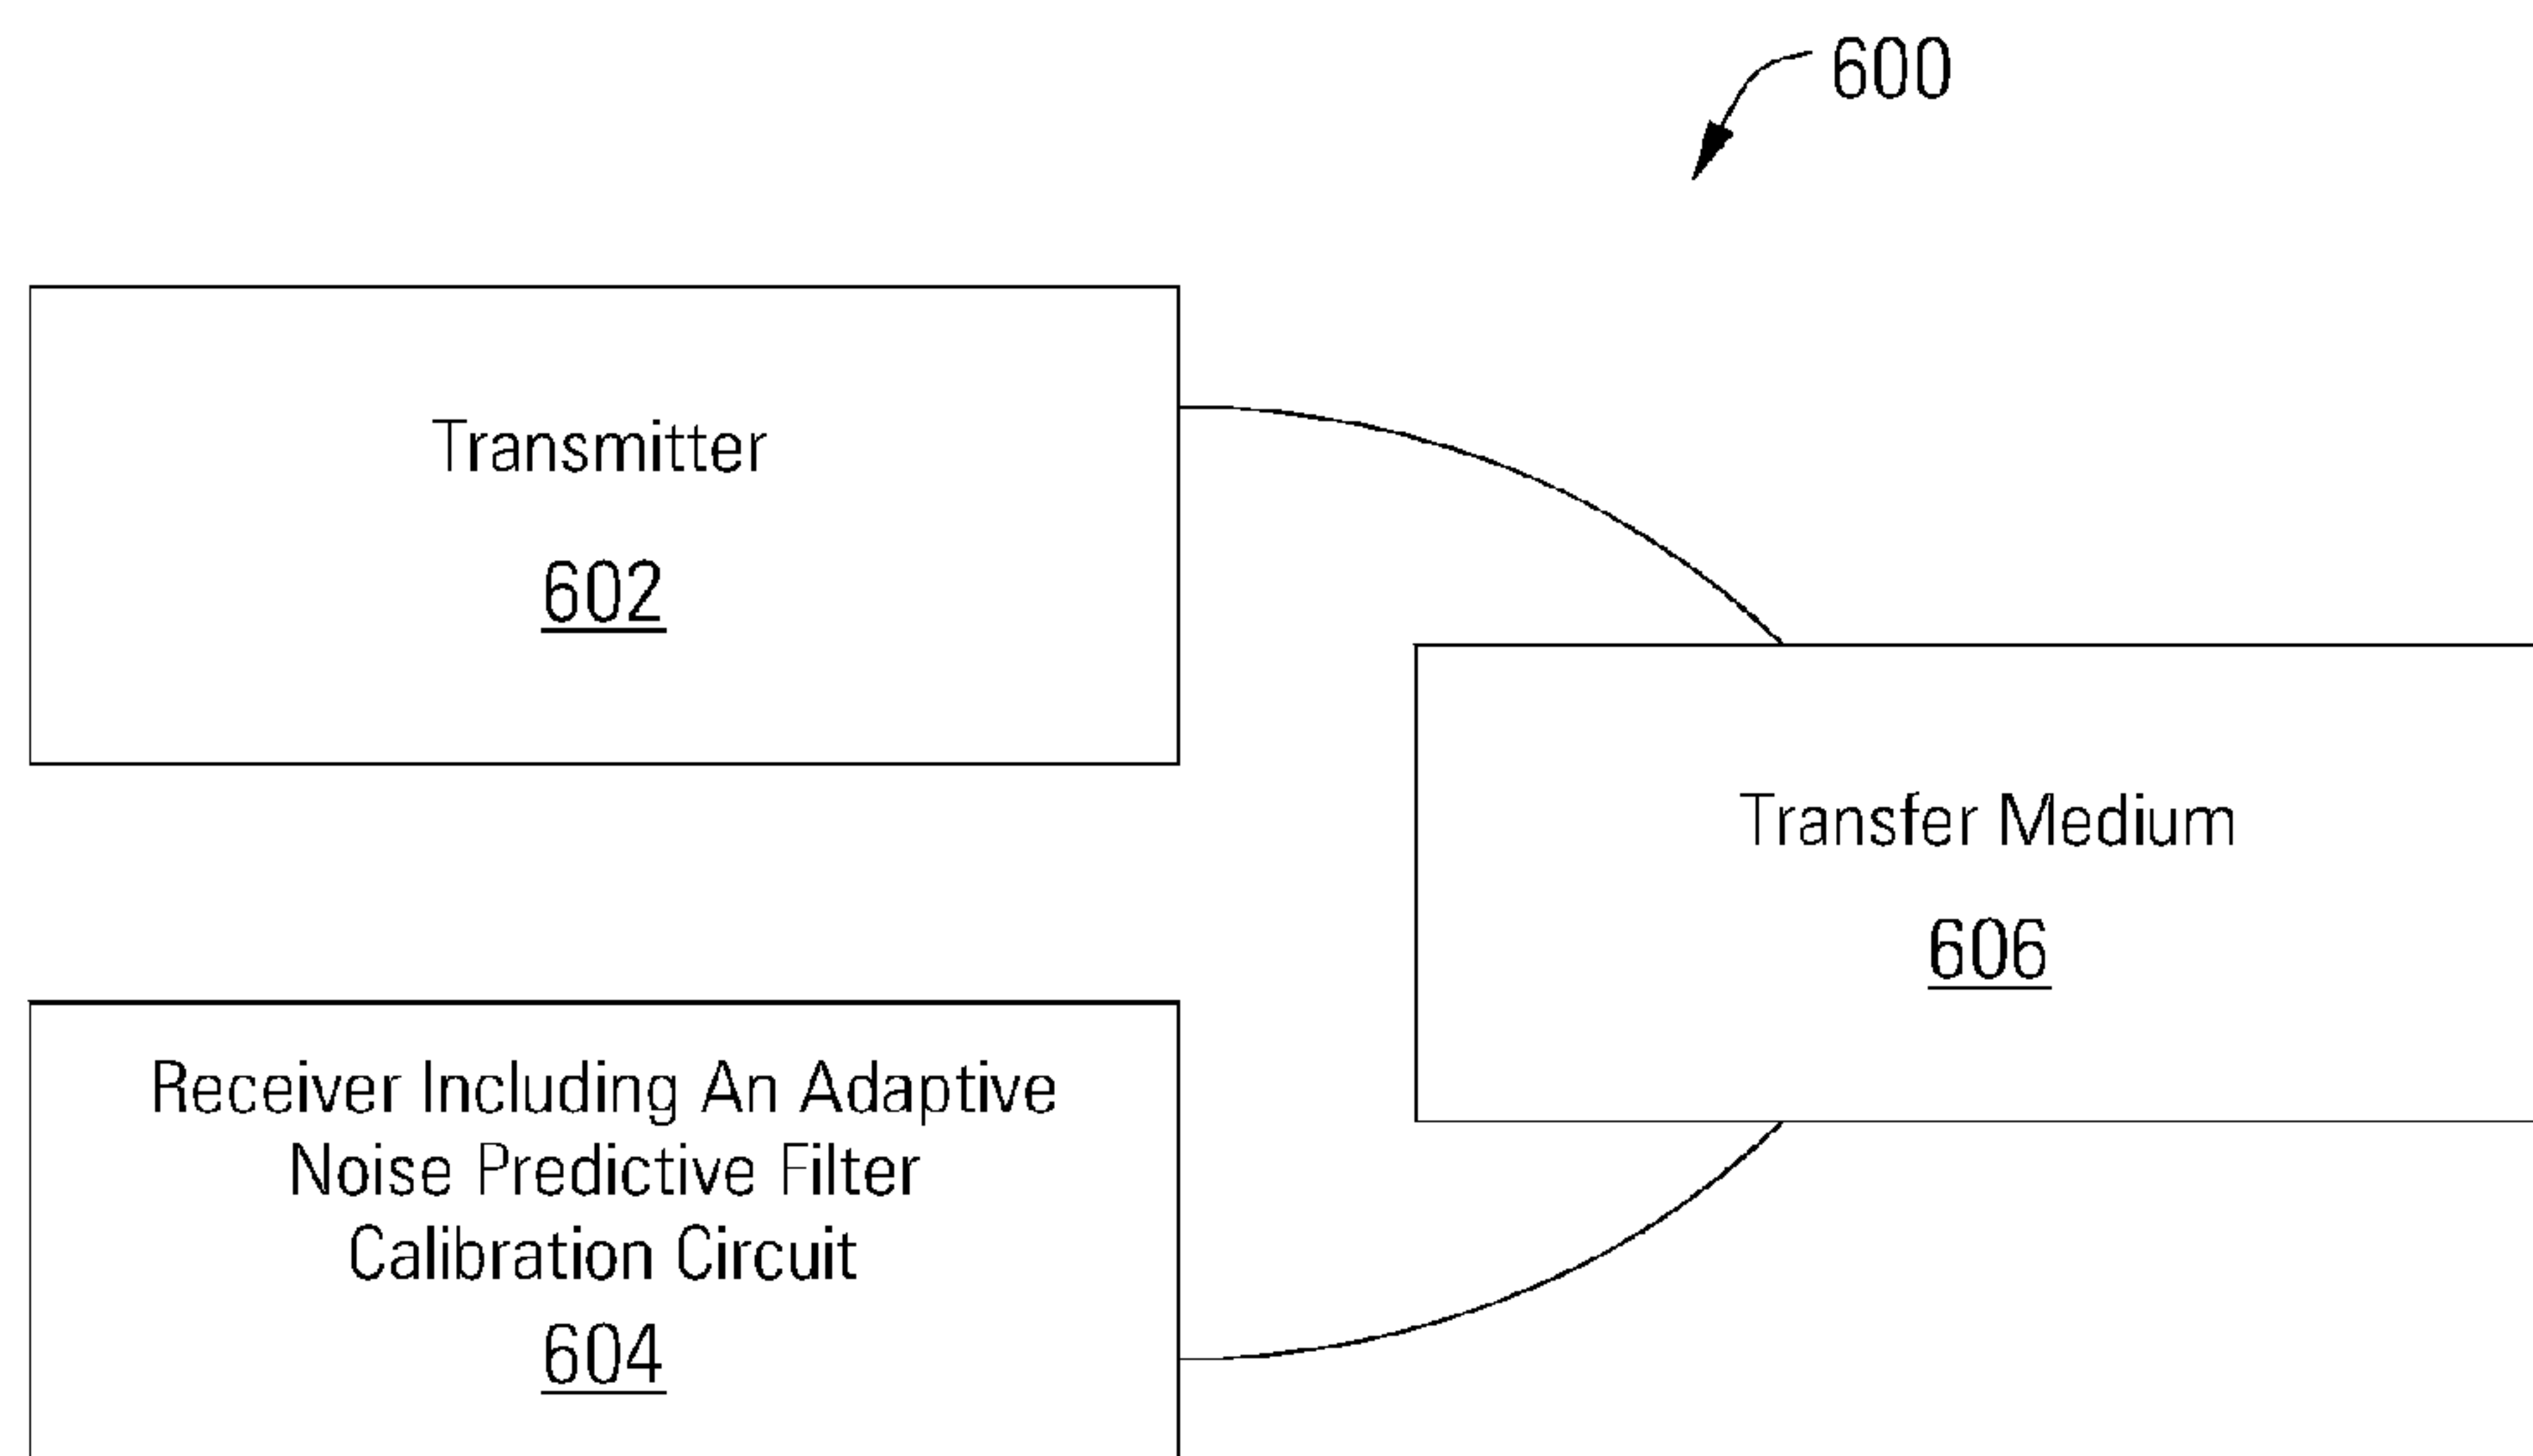 600
Transmitter
602
Transfer Medium
606
Receiver Including An Adaptive
Noise Predictive Filter
Calibration Circuit
604